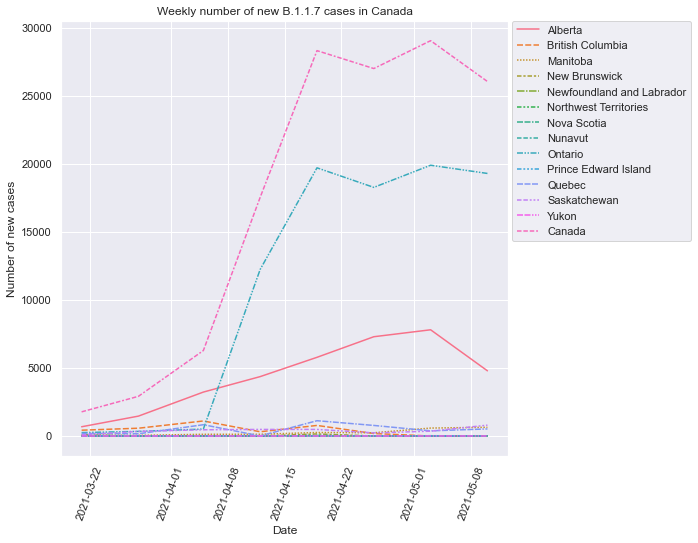 Weekly number of new B.1.1.7 cases in Canada
30000
25000
20000
15000
10000
5000
0
Number of new cases
2021-03-22
2021-04-01
2021-04-08
2021-04-15
2021-04-22
2021-05-01
2021-05-08
Date
Alberta
British Columbia
Manitoba
New Brunswick
Newfoundland and Labrador
Northwest Territories
Nova Scotia
Nunavut
Ontario
Prince Edward Island
Quebec
Saskatchewan
Yukon
Canada